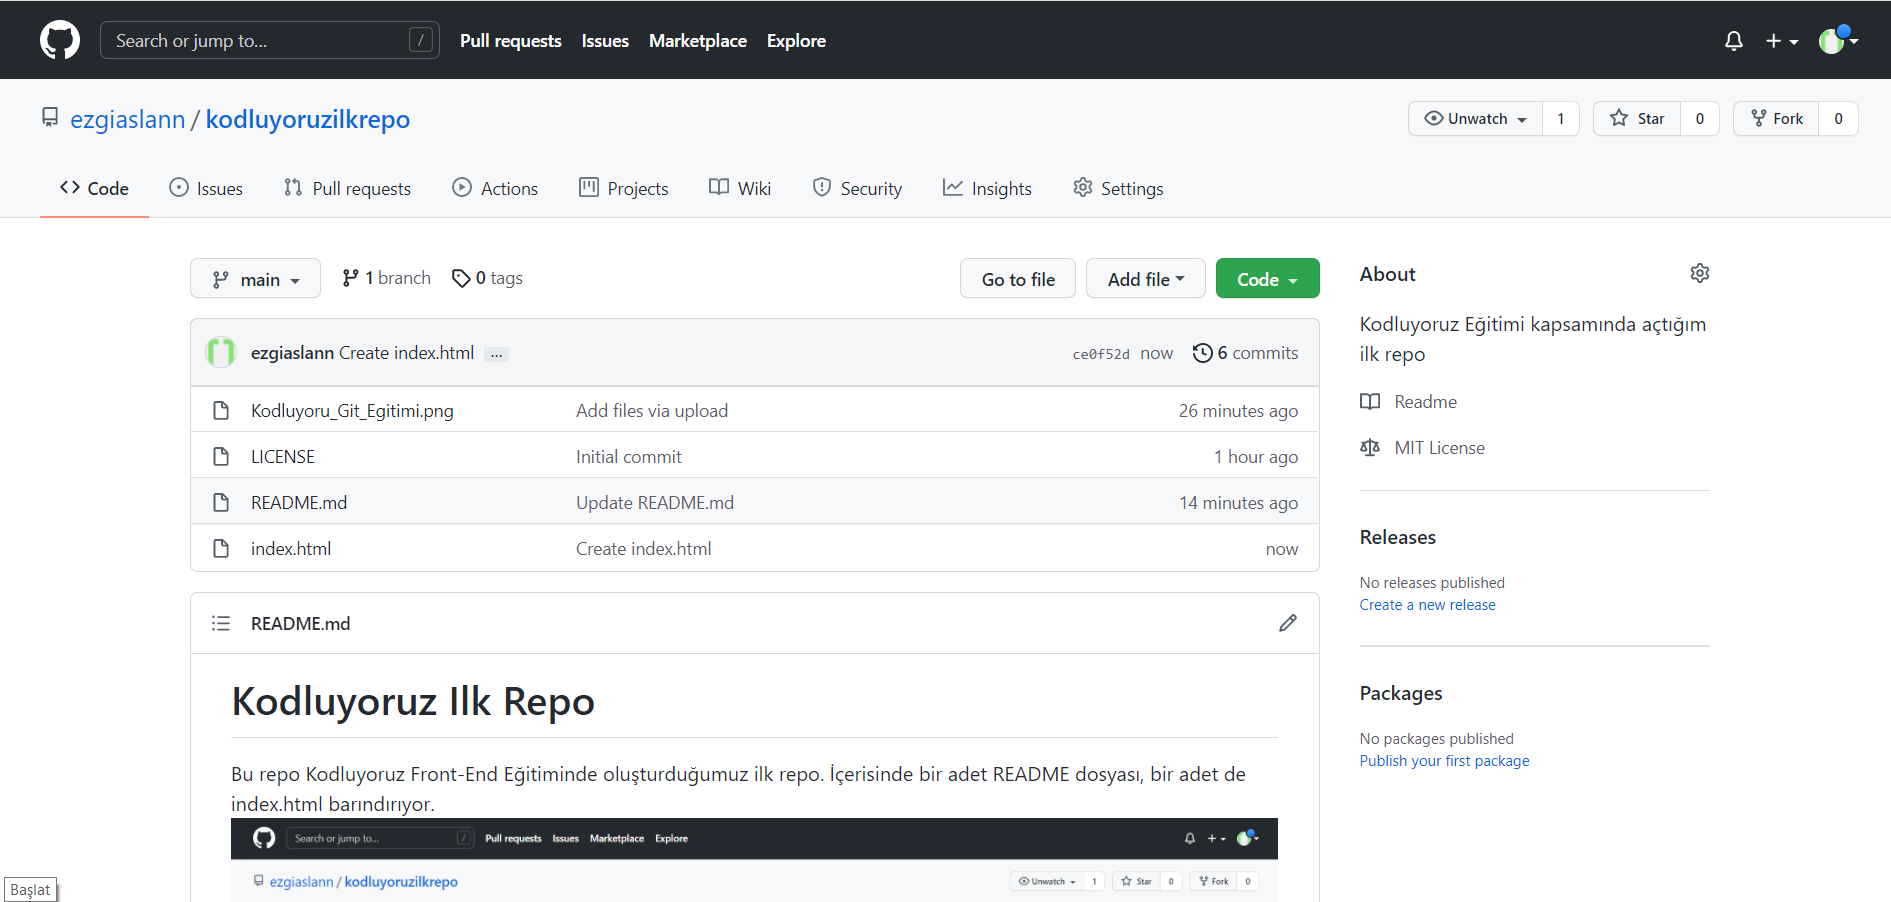 Search or jump to... / Pull requests Issues Marketplace Explore
ezgiaslann / kodluyoruzilkrepo Unwatch 1 Star 0 Fork 0
Code Issues Pull requests Actions Projects Wiki Security Insights Settings
main 1 branch 0 tags Go to file Add file Code
ezgiaslann Create index.html ... ce0f52d now 6 commits
Kodluyoru_Git_Egitimi.png Add files via upload 26 minutes ago
LICENSE Initial commit 1 hour ago
README.md Update README.md 14 minutes ago
index.html Create index.html now
README.md
Kodluyoruz Ilk Repo
Bu repo Kodluyoruz Front-End Eğitiminde oluşturduğumuz ilk repo. İçerisinde bir adet README dosyası, bir adet de
index.html barındırıyor.
Search or jump to... / Pull requests Issues Marketplace Explore
ezgiaslann / kodluyoruzilkrepo Unwatch 1 Star 0 Fork 0
About
Kodluyoruz Eğitimi kapsamında açtığım
ilk repo
Readme
MIT License
Releases
No releases published
Create a new release
Packages
No packages published
Publish your first package
Başlat